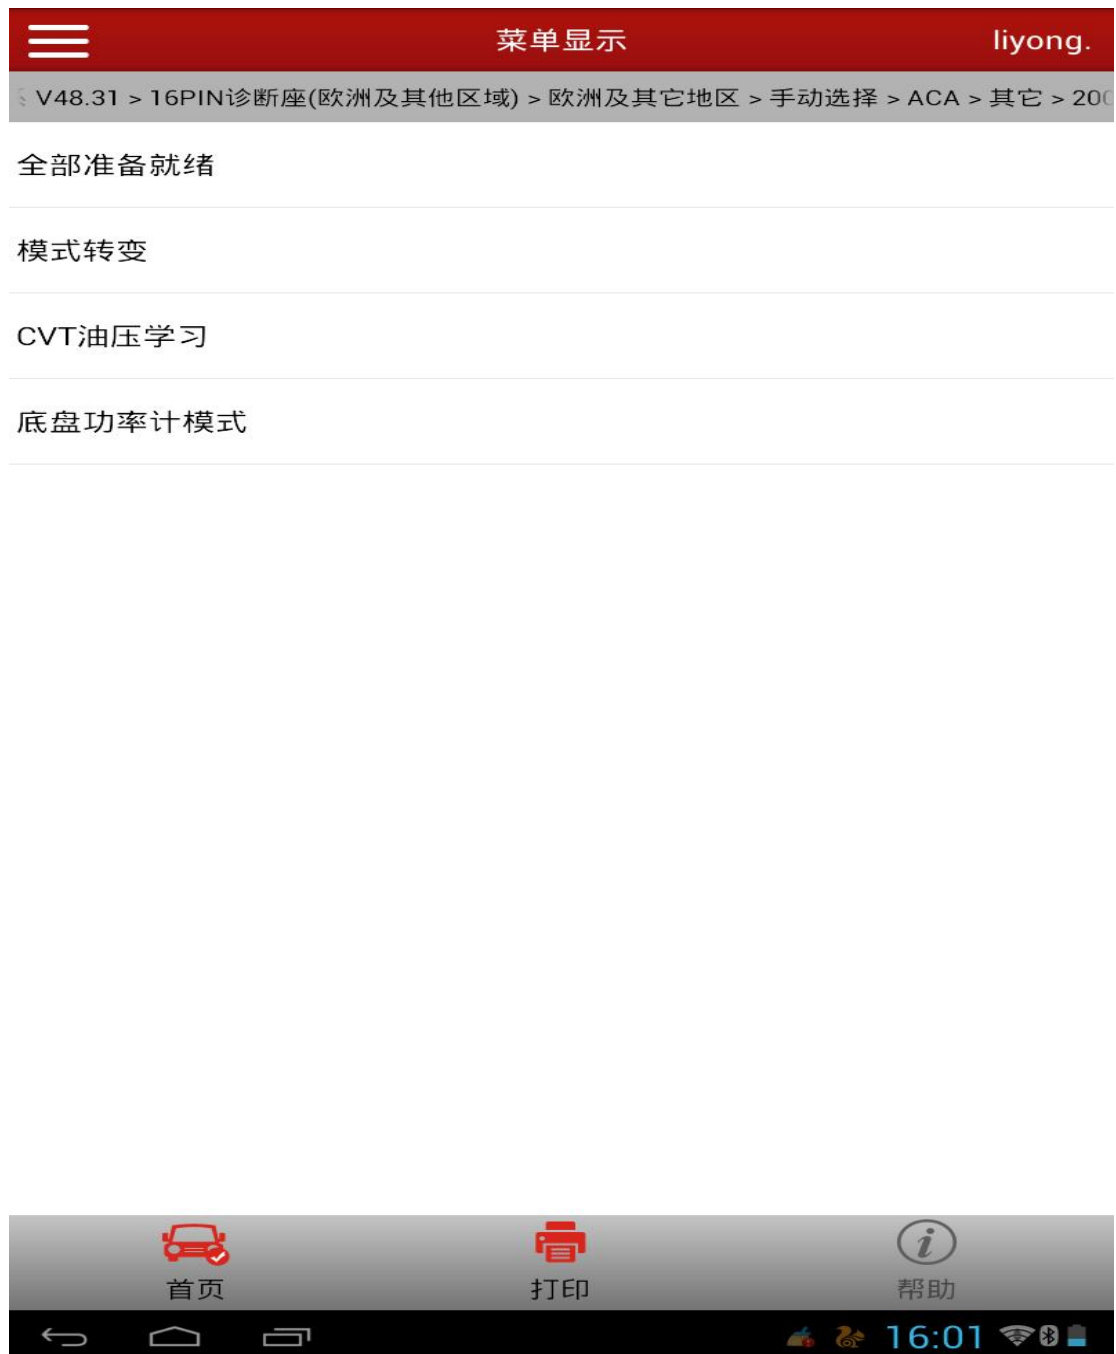 菜单显示
liyong.
V48.31 > 16PIN诊断座(欧洲及其他区域) > 欧洲及其它地区 > 手动选择 > ACA > 其它 > 200
全部准备就绪
模式转变
CVT油压学习
底盘功率计模式
首页
打印
帮助
16:01